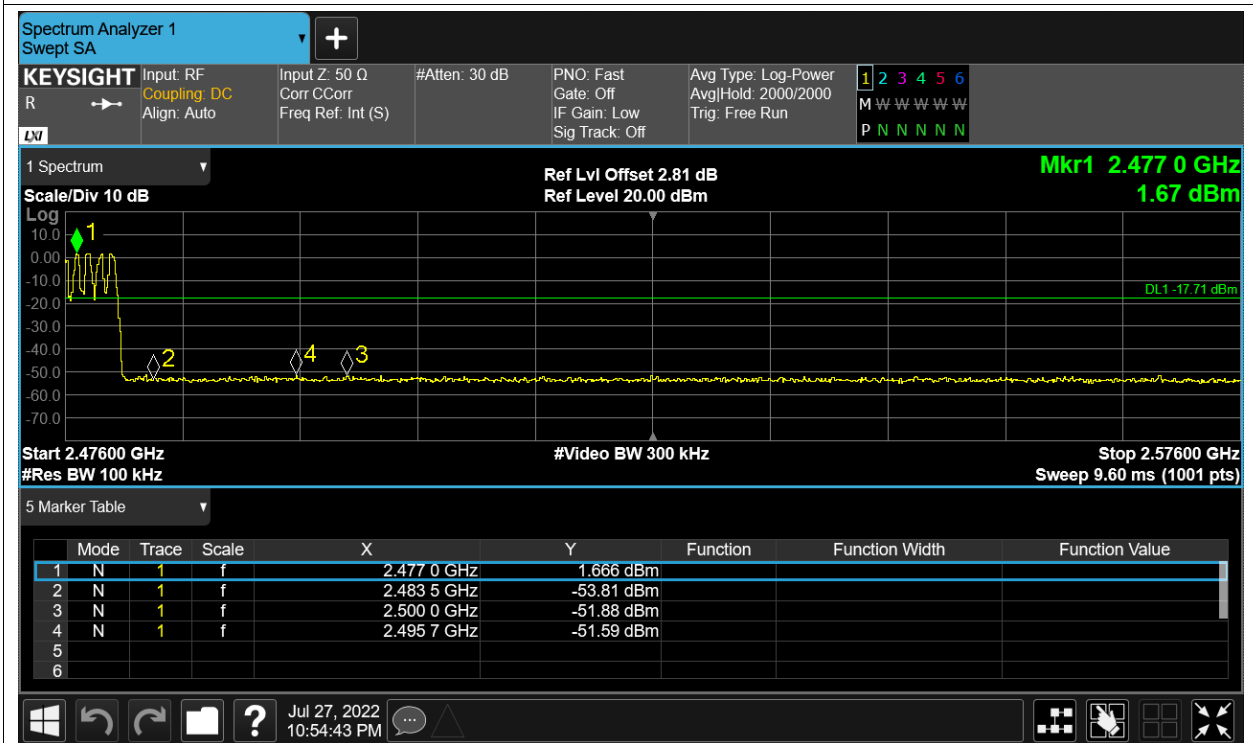 Spectrum Analyzer 1
Swept SA
KEYSIGHT
R
LXI
Input: RF
Coupling: DC
Align: Auto
Input Z: 50 Ω
Corr CCorr
Freq Ref: Int (S)
#Atten: 30 dB
PNO: Fast
Gate: Off
IF Gain: Low
Sig Track: Off
Avg Type: Log-Power
Avg|Hold: 2000/2000
Trig: Free Run
1 2 3 4 5 6
M W W W W W
P N N N N N
1 Spectrum
Scale/Div 10 dB
Ref Lvl Offset 2.81 dB
Ref Level 20.00 dBm
Mkr1 2.477 0 GHz
1.67 dBm
Log
10.0
0.00
-10.0
-20.0
-30.0
-40.0
-50.0
-60.0
-70.0
1
2
4
3
DL1 -17.71 dBm
Start 2.47600 GHz
#Res BW 100 kHz
#Video BW 300 kHz
Stop 2.57600 GHz
Sweep 9.60 ms (1001 pts)
5 Marker Table
Mode Trace Scale X Y Function Function Width Function Value
1 N 1 f 2.477 0 GHz 1.666 dBm
2 N 1 f 2.483 5 GHz -53.81 dBm
3 N 1 f 2.500 0 GHz -51.88 dBm
4 N 1 f 2.495 7 GHz -51.59 dBm
5
6
?
Jul 27, 2022
10:54:43 PM